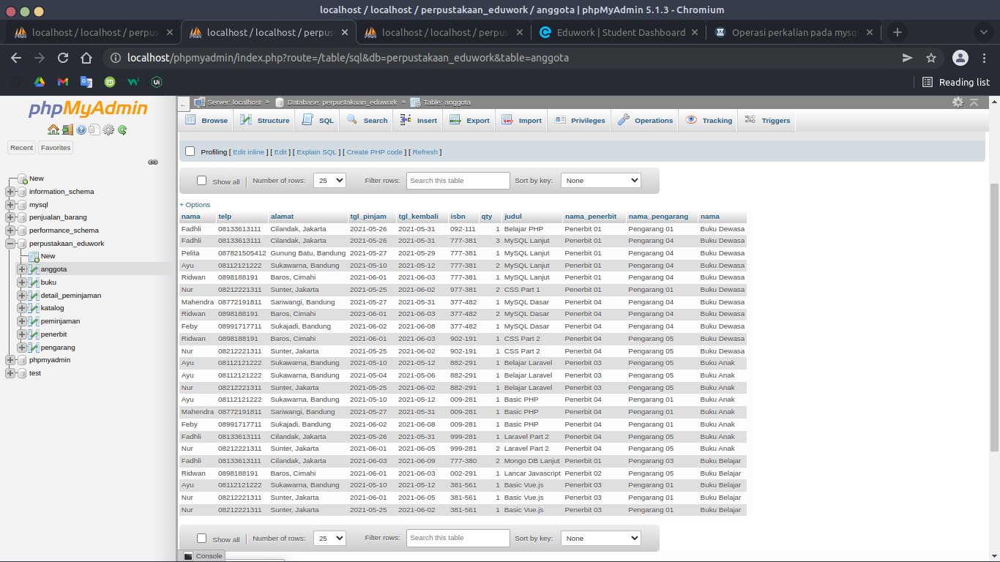 localhost / localhost / perpustakaan_eduwork / anggota | phpMyAdmin 5.1.3 - Chromium
localhost / localhost / perpus localhost / localhost / perpus localhost / localhost / perpus Eduwork | Student Dashboard Operasi perkalian pada mysq
localhost/phpmyadmin/index.php?route=/table/sql&db=perpustakaan_eduwork&table=anggota
Reading list
phpMyAdmin
Recent Favorites
New
information_schema
mysql
penjualan_barang
performance_schema
perpustakaan_eduwork
New
anggota
buku
detail_peminjaman
katalog
peminjaman
penerbit
pengarang
phpmyadmin
test
Server: localhost » Database: perpustakaan_eduwork » Table: anggota
Browse Structure SQL Search Insert Export Import Privileges Operations Tracking Triggers
Profiling [ Edit inline ] [ Edit ] [ Explain SQL ] [ Create PHP code ] [ Refresh ]
Show all | Number of rows: 25 Filter rows: Search this table Sort by key: None
+ Options
nama telp alamat tgl_pinjam tgl_kembali isbn qty judul nama_penerbit nama_pengarang nama
Fadhli 08133613111 Cilandak, Jakarta 2021-05-26 2021-05-31 092-111 1 Belajar PHP Penerbit 01 Pengarang 01 Buku Dewasa
Fadhli 08133613111 Cilandak, Jakarta 2021-05-26 2021-05-31 777-381 3 MySQL Lanjut Penerbit 01 Pengarang 04 Buku Dewasa
Pelita 087821505412 Gunung Batu, Bandung 2021-05-27 2021-05-29 777-381 1 MySQL Lanjut Penerbit 01 Pengarang 04 Buku Dewasa
Ayu 08112121222 Sukawarna, Bandung 2021-05-10 2021-05-12 777-381 2 MySQL Lanjut Penerbit 01 Pengarang 04 Buku Dewasa
Ridwan 0898188191 Baros, Cimahi 2021-06-01 2021-06-03 777-381 1 MySQL Lanjut Penerbit 01 Pengarang 04 Buku Dewasa
Nur 08212221311 Sunter, Jakarta 2021-05-25 2021-06-02 977-381 2 CSS Part 1 Penerbit 01 Pengarang 01 Buku Dewasa
Mahendra 08772191811 Sariwangi, Bandung 2021-05-27 2021-05-31 377-482 1 MySQL Dasar Penerbit 04 Pengarang 04 Buku Dewasa
Ridwan 0898188191 Baros, Cimahi 2021-06-01 2021-06-03 377-482 2 MySQL Dasar Penerbit 04 Pengarang 04 Buku Dewasa
Feby 08991717711 Sukajadi, Bandung 2021-06-02 2021-06-08 377-482 1 MySQL Dasar Penerbit 04 Pengarang 04 Buku Dewasa
Ridwan 0898188191 Baros, Cimahi 2021-06-01 2021-06-03 902-191 1 CSS Part 2 Penerbit 04 Pengarang 05 Buku Dewasa
Nur 08212221311 Sunter, Jakarta 2021-05-25 2021-06-02 902-191 1 CSS Part 2 Penerbit 04 Pengarang 05 Buku Dewasa
Ayu 08112121222 Sukawarna, Bandung 2021-05-10 2021-05-12 882-291 1 Belajar Laravel Penerbit 03 Pengarang 05 Buku Anak
Ayu 08112121222 Sukawarna, Bandung 2021-05-04 2021-05-06 882-291 1 Belajar Laravel Penerbit 03 Pengarang 05 Buku Anak
Nur 08212221311 Sunter, Jakarta 2021-05-25 2021-06-02 882-291 1 Belajar Laravel Penerbit 03 Pengarang 05 Buku Anak
Ayu 08112121222 Sukawarna, Bandung 2021-05-10 2021-05-12 009-281 1 Basic PHP Penerbit 04 Pengarang 01 Buku Anak
Mahendra 08772191811 Sariwangi, Bandung 2021-05-27 2021-05-31 009-281 1 Basic PHP Penerbit 04 Pengarang 01 Buku Anak
Feby 08991717711 Sukajadi, Bandung 2021-06-02 2021-06-08 009-281 1 Basic PHP Penerbit 04 Pengarang 01 Buku Anak
Fadhli 08133613111 Cilandak, Jakarta 2021-05-26 2021-05-31 999-281 1 Laravel Part 2 Penerbit 04 Pengarang 05 Buku Anak
Nur 08212221311 Sunter, Jakarta 2021-06-01 2021-06-05 999-281 2 Laravel Part 2 Penerbit 04 Pengarang 05 Buku Anak
Fadhli 08133613111 Cilandak, Jakarta 2021-06-03 2021-06-09 777-380 2 Mongo DB Lanjut Penerbit 01 Pengarang 03 Buku Belajar
Ridwan 0898188191 Baros, Cimahi 2021-06-01 2021-06-03 002-291 1 Lancar Javascript Penerbit 02 Pengarang 05 Buku Belajar
Ayu 08112121222 Sukawarna, Bandung 2021-05-10 2021-05-12 381-561 1 Basic Vue.js Penerbit 03 Pengarang 01 Buku Belajar
Nur 08212221311 Sunter, Jakarta 2021-06-01 2021-06-05 381-561 1 Basic Vue.js Penerbit 03 Pengarang 01 Buku Belajar
Nur 08212221311 Sunter, Jakarta 2021-05-25 2021-06-02 381-561 1 Basic Vue.js Penerbit 03 Pengarang 01 Buku Belajar
Show all | Number of rows: 25 Filter rows: Search this table Sort by key: None
Console